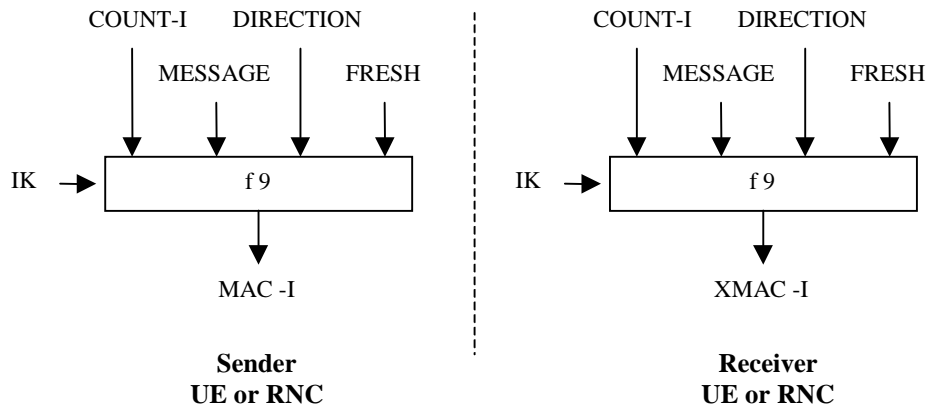 COUNT-I DIRECTION COUNT-I DIRECTION
MESSAGE FRESH MESSAGE FRESH
IK f 9 IK f 9
MAC -I XMAC -I
Sender Receiver
UE or RNC UE or RNC